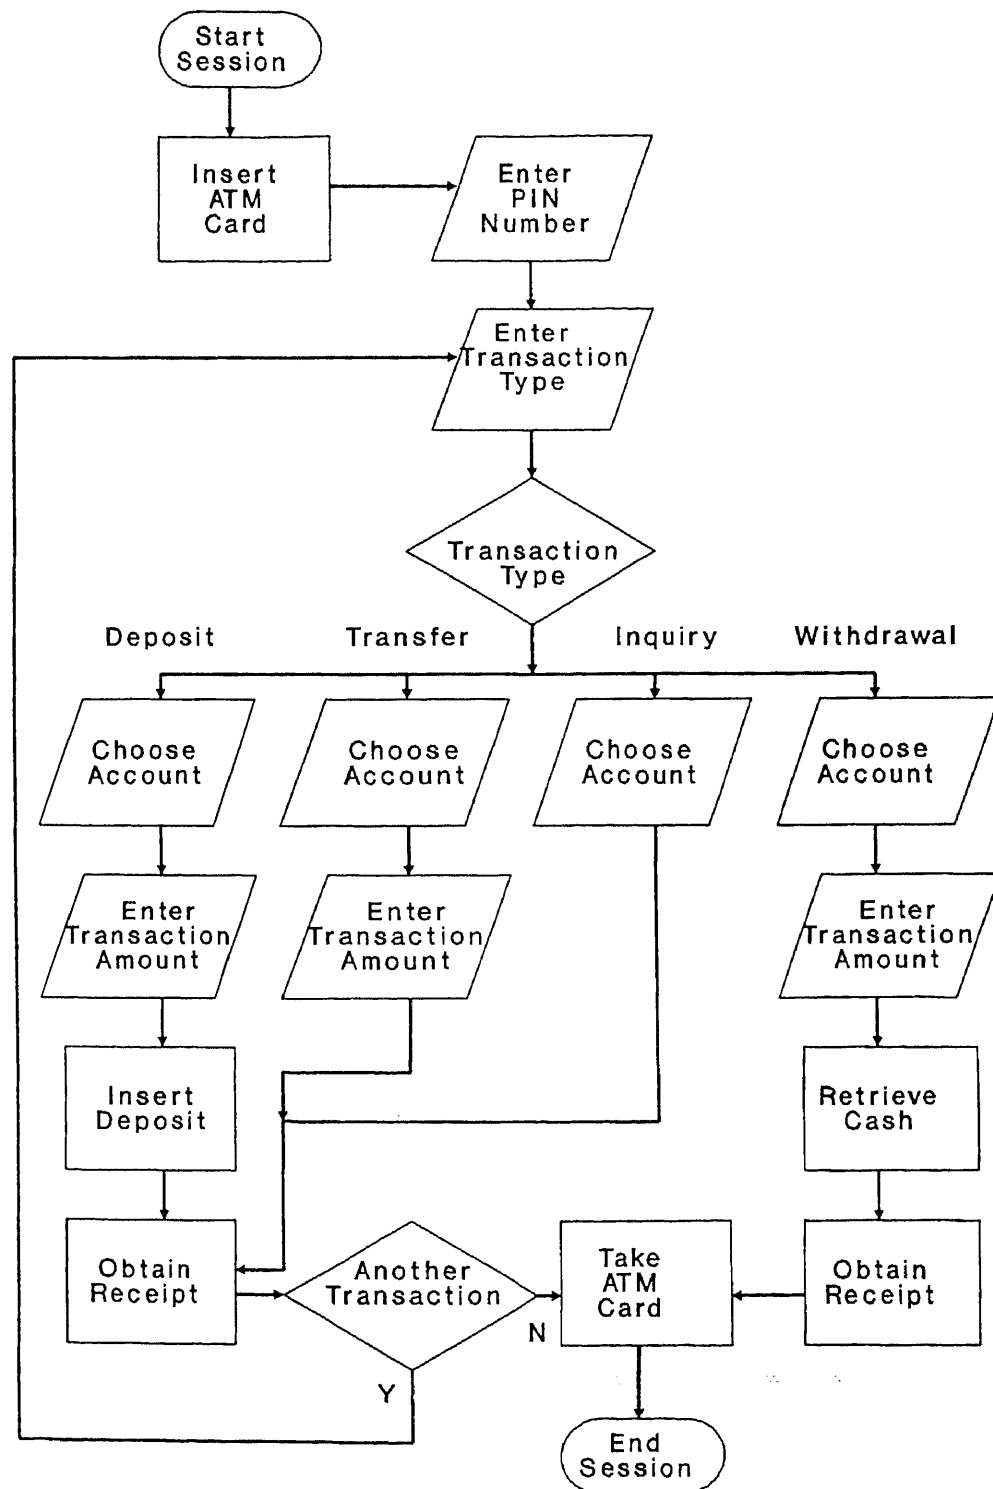 Start
Session
Insert
ATM
Card
Enter
PIN
Number
Enter
Transaction
Type
Transaction
Type
Deposit
Transfer
Inquiry
Withdrawal
Choose
Account
Choose
Account
Choose
Account
Choose
Account
Enter
Transaction
Amount
Enter
Transaction
Amount
Enter
Transaction
Amount
Insert
Deposit
Retrieve
Cash
Obtain
Receipt
Another
Transaction
Take
ATM
Card
Obtain
Receipt
N
Y
End
Session